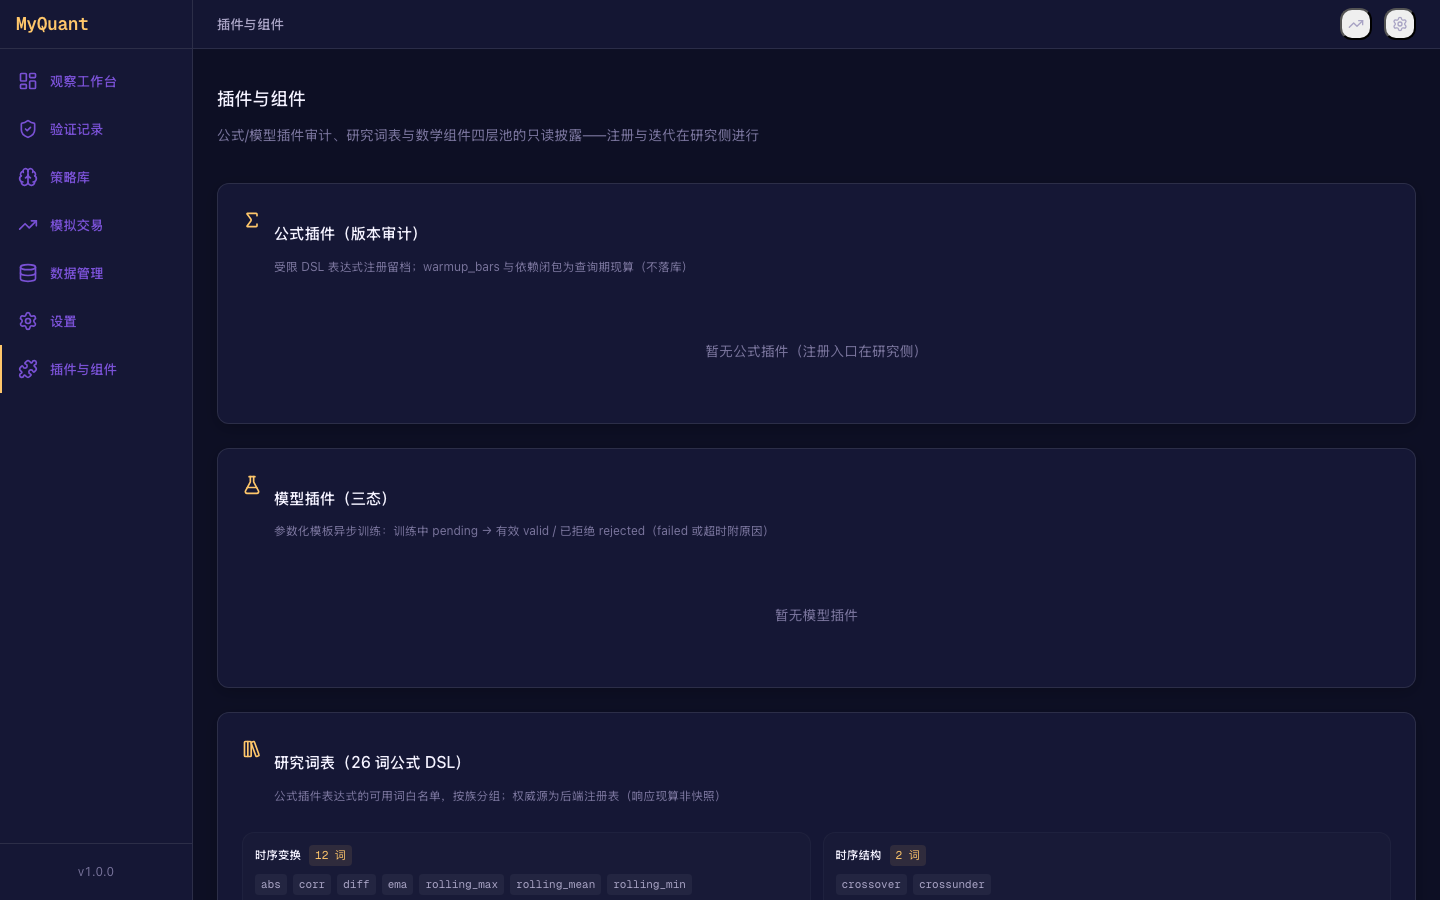 MyQuant
插件与组件
观察工作台
验证记录
策略库
模拟交易
数据管理
设置
插件与组件
v1.0.0
插件与组件
公式/模型插件审计、研究词表与数学组件四层池的只读披露——注册与迭代在研究侧进行
公式插件（版本审计）
受限 DSL 表达式注册留档；warmup_bars 与依赖闭包为查询期现算（不落库）
暂无公式插件（注册入口在研究侧）
模型插件（三态）
参数化模板异步训练：训练中 pending → 有效 valid / 已拒绝 rejected（failed 或超时附原因）
暂无模型插件
研究词表（26 词公式 DSL）
公式插件表达式的可用词白名单，按族分组；权威源为后端注册表（响应现算非快照）
时序变换 12 词
abs corr diff ema rolling_max rolling_mean rolling_min
时序结构 2 词
crossover crossunder